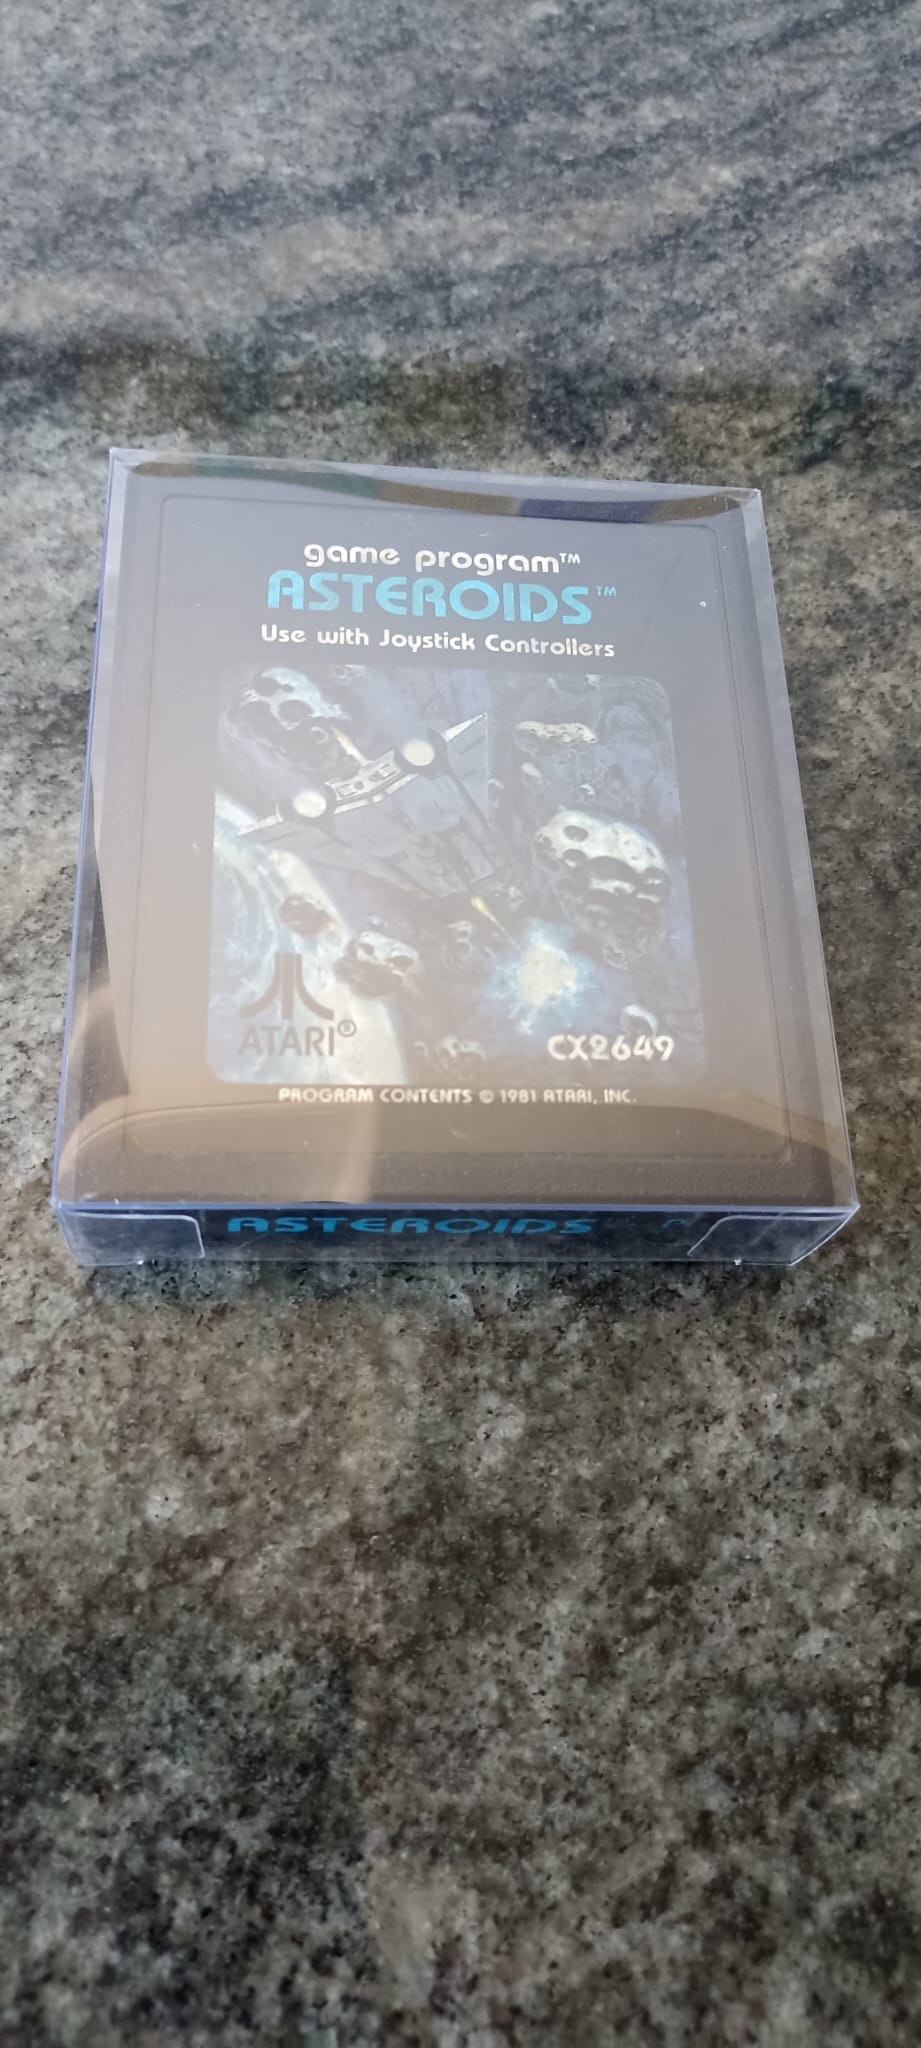 game program™
ASTEROIDS™
Use with Joystick Controllers
ATARI®
CX2649
PROGRAM CONTENTS © 1981 ATARI, INC.
ASTEROIDS